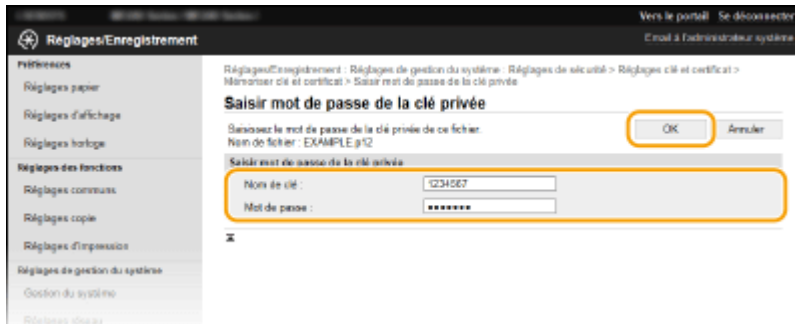 Vers le portail Se déconnecter
Réglages/Enregistrement
Email à l'administrateur système
Préférences
Réglages papier
Réglages d'affichage
Réglages horloge
Réglages des fonctions
Réglages communs
Réglages copie
Réglages d'impression
Réglages de gestion du système
Gestion du système
Réglages réseau
Réglages/Enregistrement : Réglages de gestion du système : Réglages de sécurité > Réglages clé et certificat >
Mémoriser clé et certificat > Saisir mot de passe de la clé privée
Saisir mot de passe de la clé privée
Saisissez le mot de passe de la clé privée de ce fichier.
Nom de fichier : EXAMPLE.p12
OK Annuler
Saisir mot de passe de la clé privée
Nom de clé : 1234567
Mot de passe : •••••••